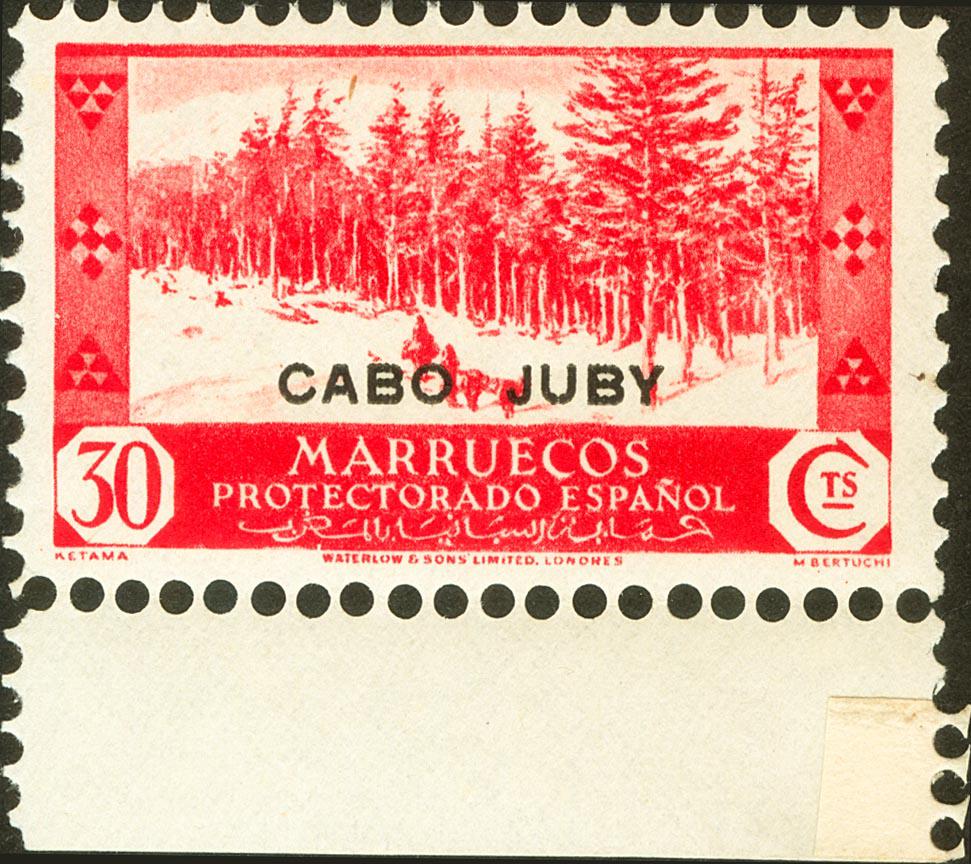 CABO JUBY
30
MARRUECOS
PROTECTORADO ESPAÑOL
CTS
KETAMA
WATERLOW & SONS LIMITED, LONDRES
M BERTUCHI